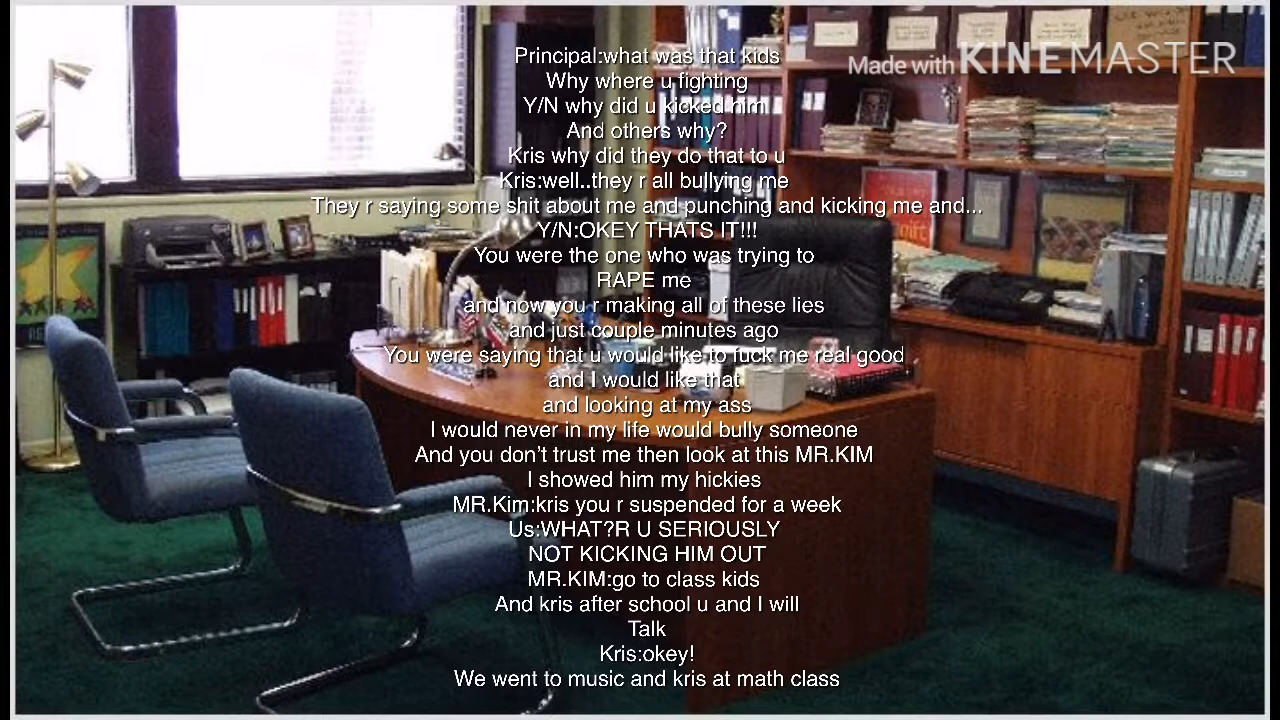 Made with KINEMASTER
Principal:what was that kids
Why where u fighting
Y/N why did u kicked him
And others why?
Kris why did they do that to u
Kris:well..they r all bullying me
They r saying some shit about me and punching and kicking me and...
Y/N:OKEY THATS IT!!!
You were the one who was trying to
RAPE me
and now you r making all of these lies
and just couple minutes ago
You were saying that u would like to fuck me real good
and I would like that
and looking at my ass
I would never in my life would bully someone
And you don't trust me then look at this MR.KIM
I showed him my hickies
MR.Kim:kris you r suspended for a week
Us:WHAT?R U SERIOUSLY
NOT KICKING HIM OUT
MR.KIM:go to class kids
And kris after school u and I will
Talk
Kris:okey!
We went to music and kris at math class